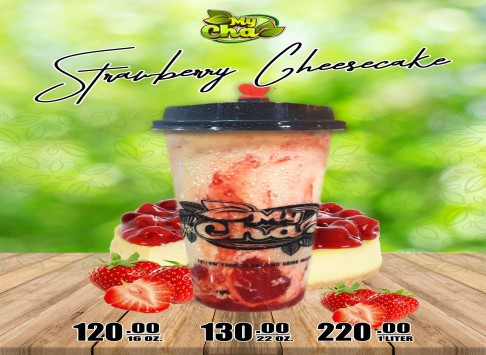 My
Cha
Strawberry Cheesecake
My
Cha
120.00
16 OZ.
130.00
22 OZ.
220.00
1 LITER